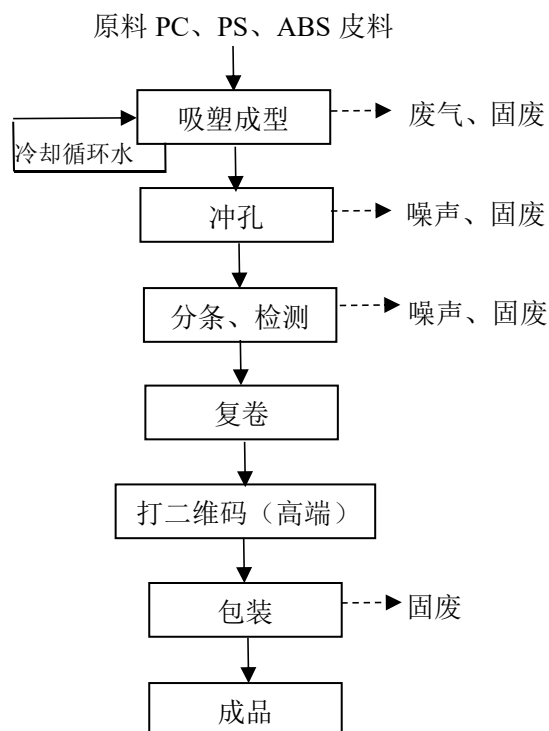 原料 PC、PS、ABS 皮料
吸塑成型
废气、固废
冷却循环水
冲孔
噪声、固废
分条、检测
噪声、固废
复卷
打二维码（高端）
包装
固废
成品